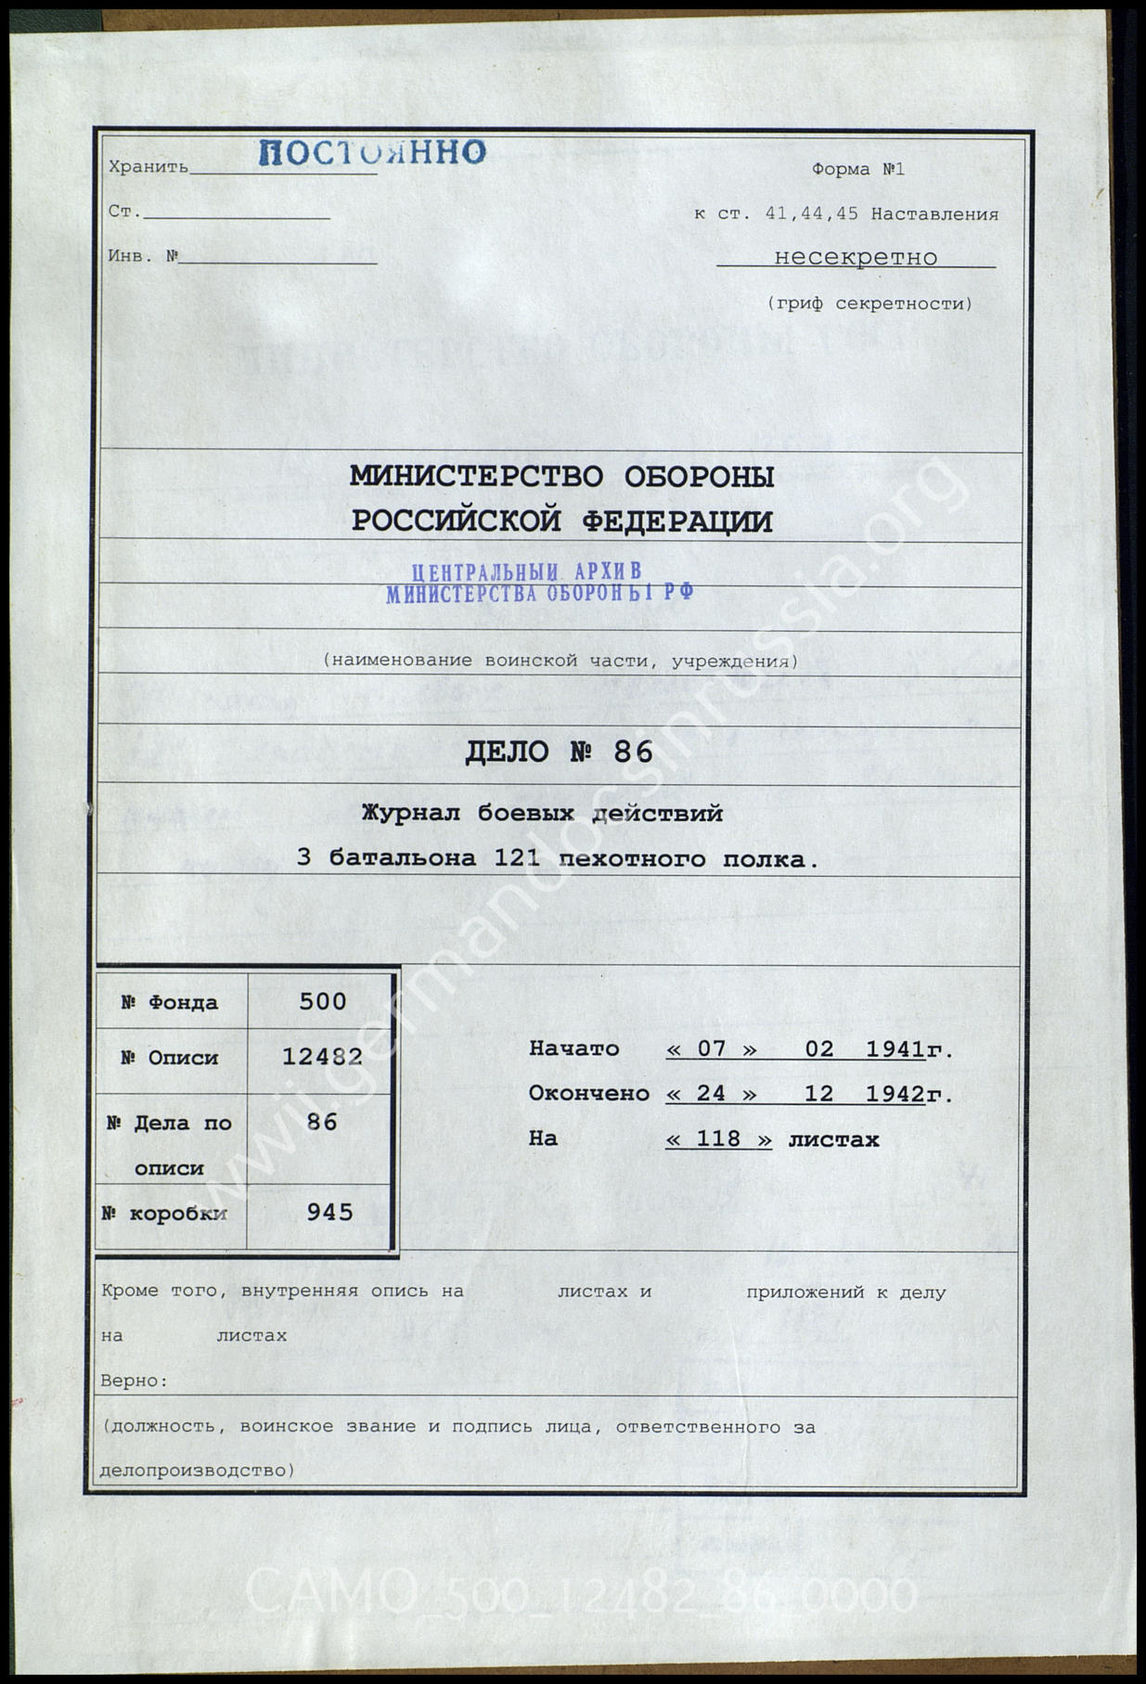 Хранить ПОСТОЯННО
Форма №1
Ст.
к ст. 41,44,45 Наставления
Инв. №
несекретно
(гриф секретности)
МИНИСТЕРСТВО ОБОРОНЫ
РОССИЙСКОЙ ФЕДЕРАЦИИ
ЦЕНТРАЛЬНЫЙ АРХИВ
МИНИСТЕРСТВА ОБОРОНЫ РФ
(наименование воинской части, учреждения)
ДЕЛО № 86
Журнал боевых действий
3 батальона 121 пехотного полка.
№ Фонда 500
№ Описи 12482
№ Дела по 86
описи
№ коробки 945
Начато « 07 » 02 1941г.
Окончено « 24 » 12 1942г.
На « 118 » листах
Кроме того, внутренняя опись на листах и приложений к делу
на листах
Верно:
(должность, воинское звание и подпись лица, ответственного за
делопроизводство)
www.germandocsinrussia.org
CAMO_500_12482_86_0000